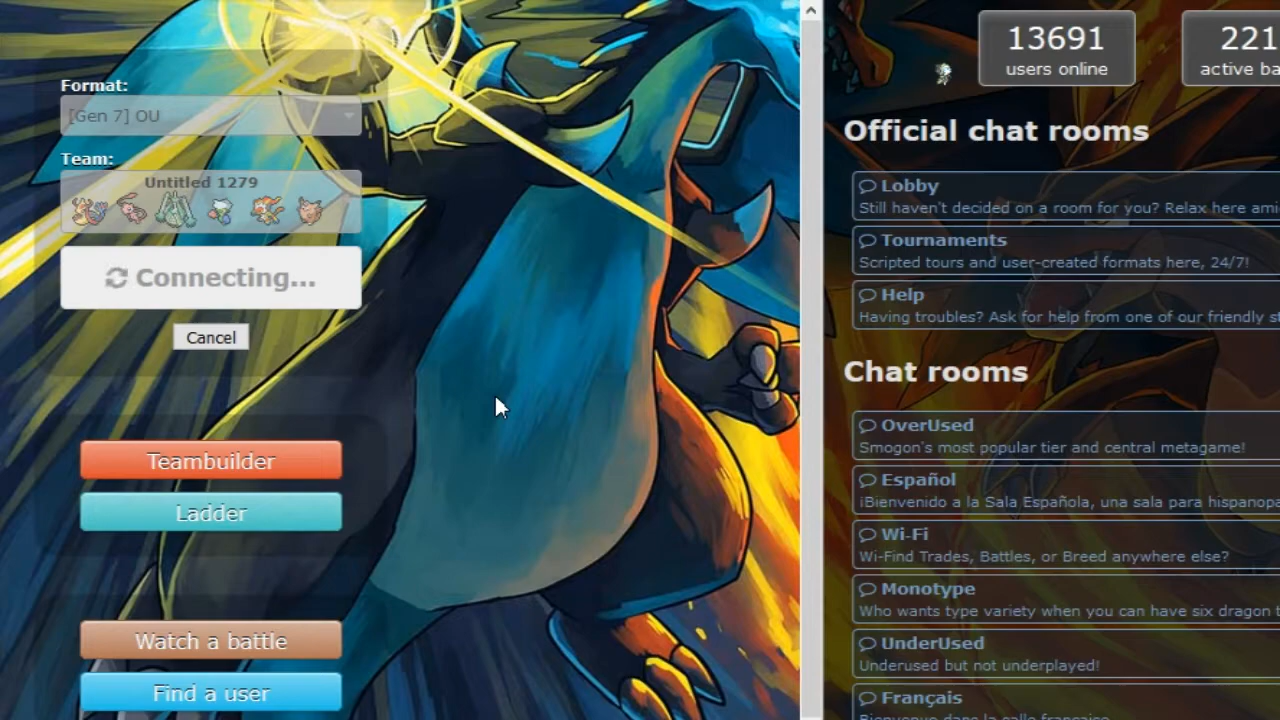 Format:
[Gen 7] OU
Team:
Untitled 1279
Connecting...
Cancel
Teambuilder
Ladder
Watch a battle
Find a user
13691
users online
221
active ba
Official chat rooms
Lobby
Still haven't decided on a room for you? Relax here ami
Tournaments
Scripted tours and user-created formats here, 24/7!
Help
Having troubles? Ask for help from one of our friendly s
Chat rooms
OverUsed
Smogon's most popular tier and central metagame!
Español
¡Bienvenido a la Sala Española, una sala para hispanopa
Wi-Fi
Wi-Find Trades, Battles, or Breed anywhere else?
Monotype
Who wants type variety when you can have six dragon t
UnderUsed
Underused but not underplayed!
Français
Bienvenue dans la salle française